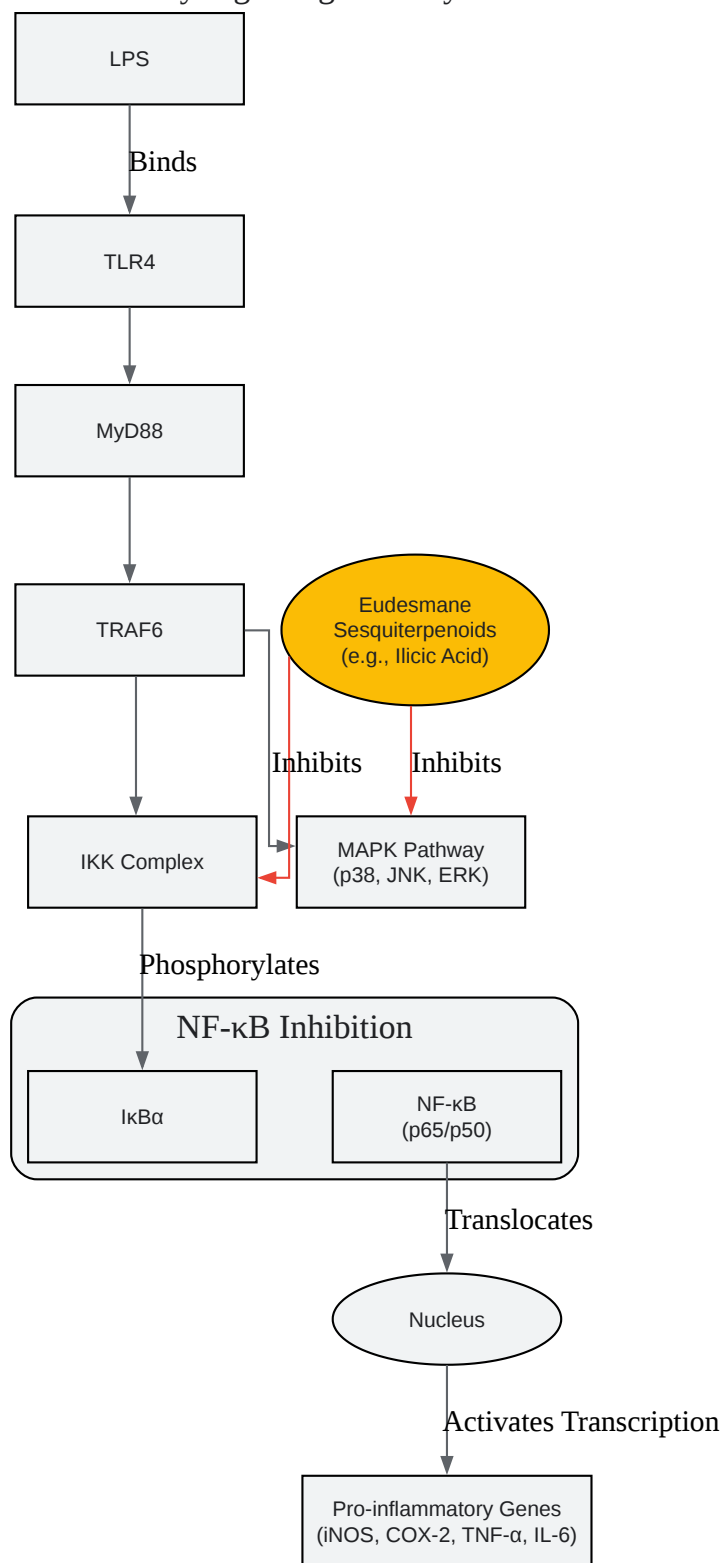 LPS
Binds
TLR4
MyD88
TRAF6
Eudesmane
Sesquiterpenoids
(e.g., Ilicic Acid)
Inhibits
Inhibits
IKK Complex
MAPK Pathway
(p38, JNK, ERK)
Phosphorylates
NF-κB Inhibition
IκBα
NF-κB
(p65/p50)
Translocates
Nucleus
Activates Transcription
Pro-inflammatory Genes
(iNOS, COX-2, TNF-α, IL-6)